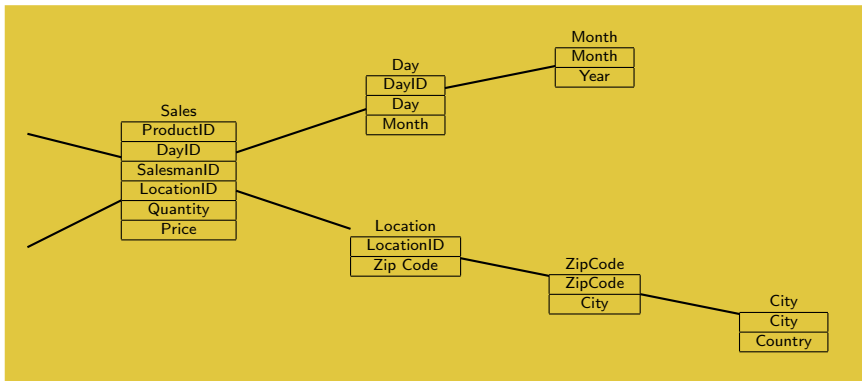 Sales
ProductID
DayID
SalesmanID
LocationID
Quantity
Price
Day
DayID
Day
Month
Month
Month
Year
Location
LocationID
Zip Code
ZipCode
ZipCode
City
City
City
Country